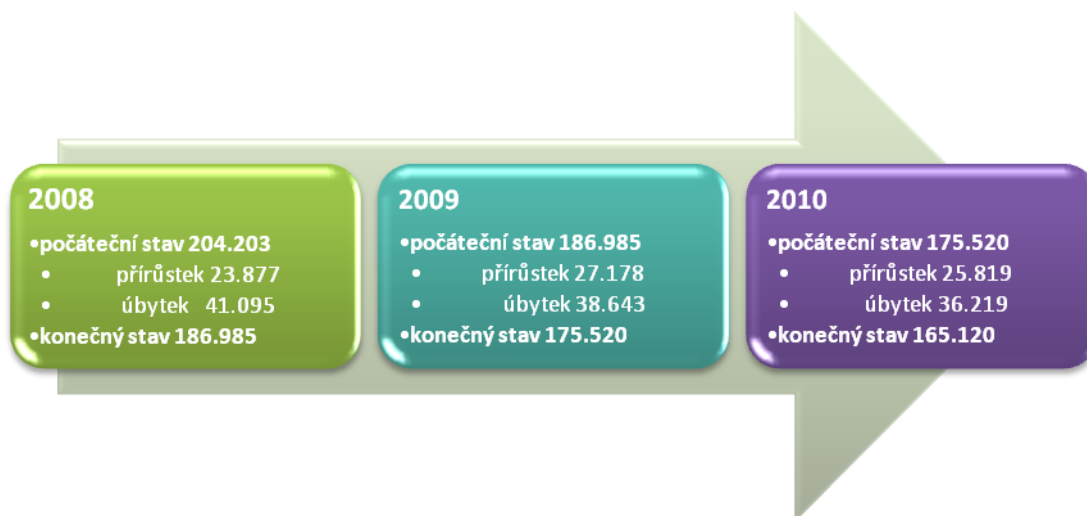 2008
•počáteční stav 204.203
• přírůstek 23.877
• úbytek 41.095
•konečný stav 186.985
2009
•počáteční stav 186.985
• přírůstek 27.178
• úbytek 38.643
•konečný stav 175.520
2010
•počáteční stav 175.520
• přírůstek 25.819
• úbytek 36.219
•konečný stav 165.120